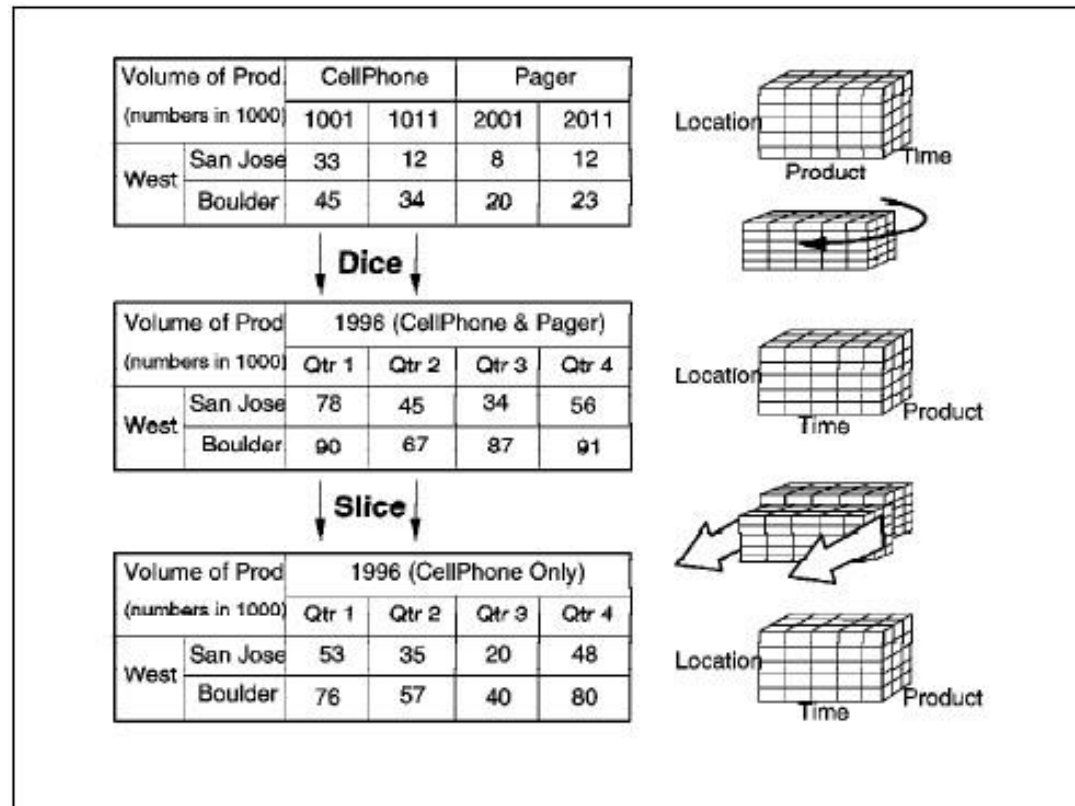 Volume of Prod. CellPhone Pager
(numbers in 1000) 1001 1011 2001 2011
West San Jose 33 12 8 12
Boulder 45 34 20 23
Location
Time
Product
Dice
Volume of Prod 1996 (CellPhone & Pager)
(numbers in 1000) Qtr 1 Qtr 2 Qtr 3 Qtr 4
West San Jose 78 45 34 56
Boulder 90 67 87 91
Location
Product
Time
Slice
Volume of Prod 1996 (CellPhone Only)
(numbers in 1000) Qtr 1 Qtr 2 Qtr 3 Qtr 4
West San Jose 53 35 20 48
Boulder 76 57 40 80
Location
Product
Time